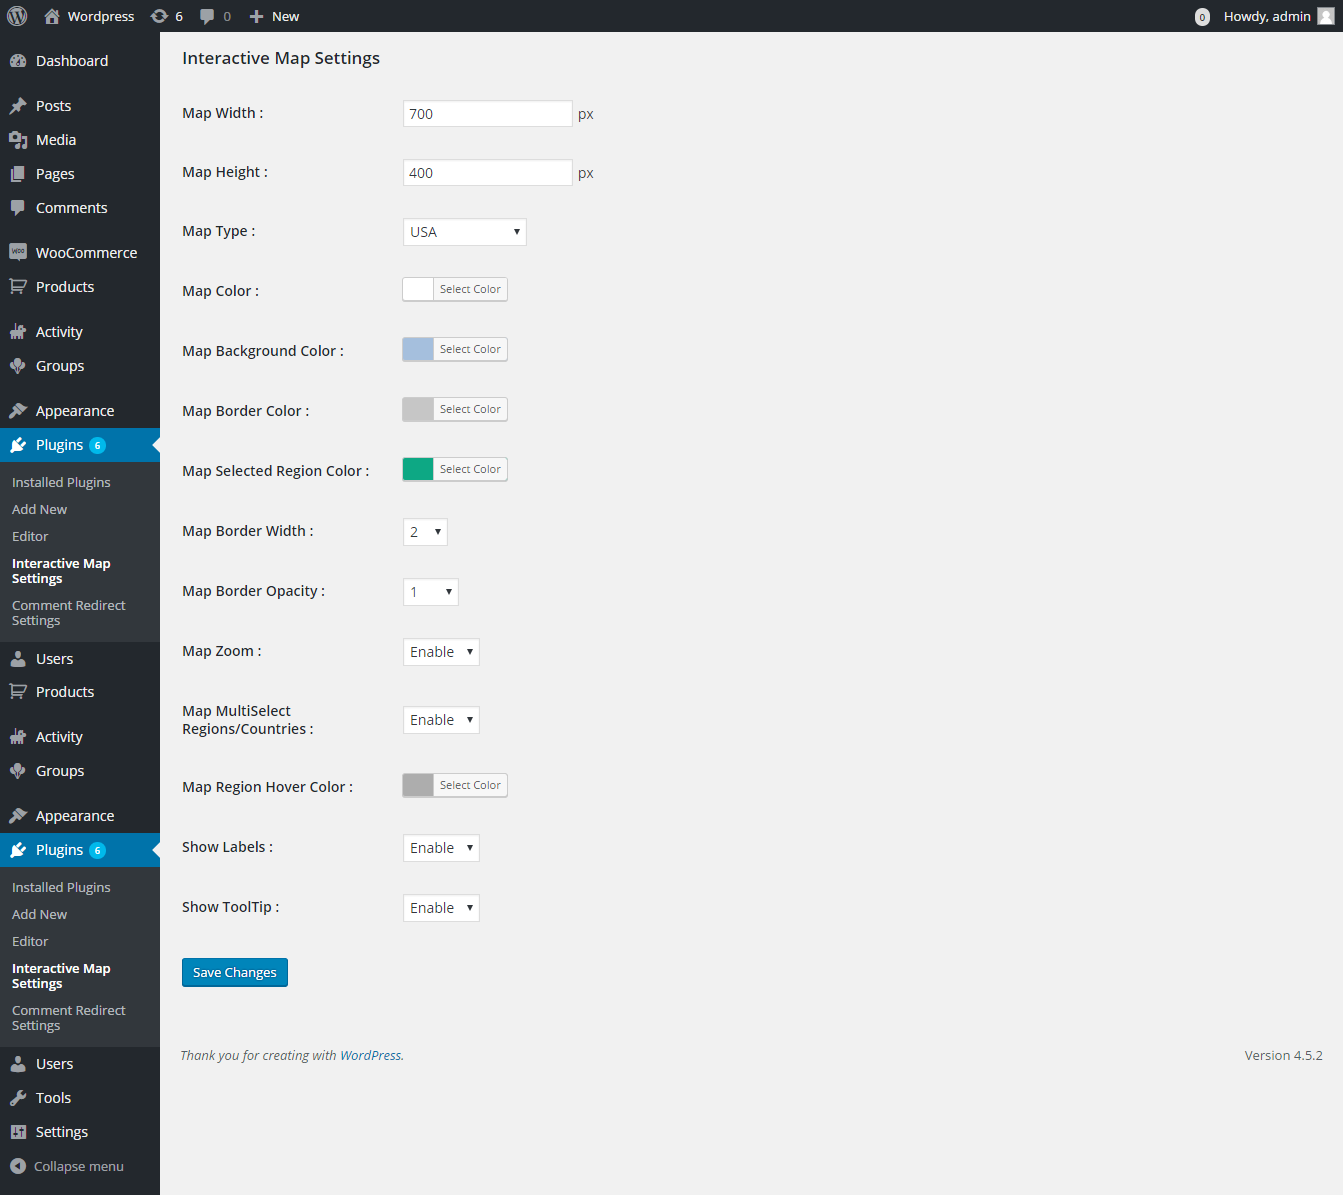 Wordpress 6 0 New 0 Howdy, admin
Dashboard
Posts
Media
Pages
Comments
WOO WooCommerce
Products
Activity
Groups
Appearance
Plugins 6
Installed Plugins
Add New
Editor
Interactive Map
Settings
Comment Redirect
Settings
Users
Products
Activity
Groups
Appearance
Plugins 6
Installed Plugins
Add New
Editor
Interactive Map
Settings
Comment Redirect
Settings
Users
Tools
Settings
Collapse menu
Interactive Map Settings
Map Width : 700 px
Map Height : 400 px
Map Type : USA
Map Color : Select Color
Map Background Color : Select Color
Map Border Color : Select Color
Map Selected Region Color : Select Color
Map Border Width : 2
Map Border Opacity : 1
Map Zoom : Enable
Map MultiSelect
Regions/Countries : Enable
Map Region Hover Color : Select Color
Show Labels : Enable
Show ToolTip : Enable
Save Changes
Thank you for creating with WordPress. Version 4.5.2